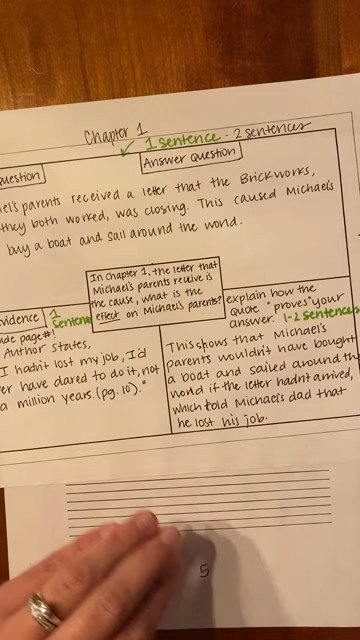 Chapter 1
1 sentence - 2 sentences
Question
Answer Question
el's parents received a letter that the Brickworks,
they both worked, was closing. This caused Michael's
buy a boat and sail around the world.
In Chapter 1, the letter that
Michael's parents receive is
the cause, what is the
effect on Michael's parents?
vidence
1
sentence
de page#!
Author states,
I hadn't lost my job, I'd
er have dared to do it, not
a million years. (pg. 10)."
explain how the
quote "proves" your
answer. 1-2 sentences
This shows that Michael's
parents wouldn't have bought
a boat and sailed around the
world if the letter hadn't arrived,
which told Michael's dad that
he lost his job.
5